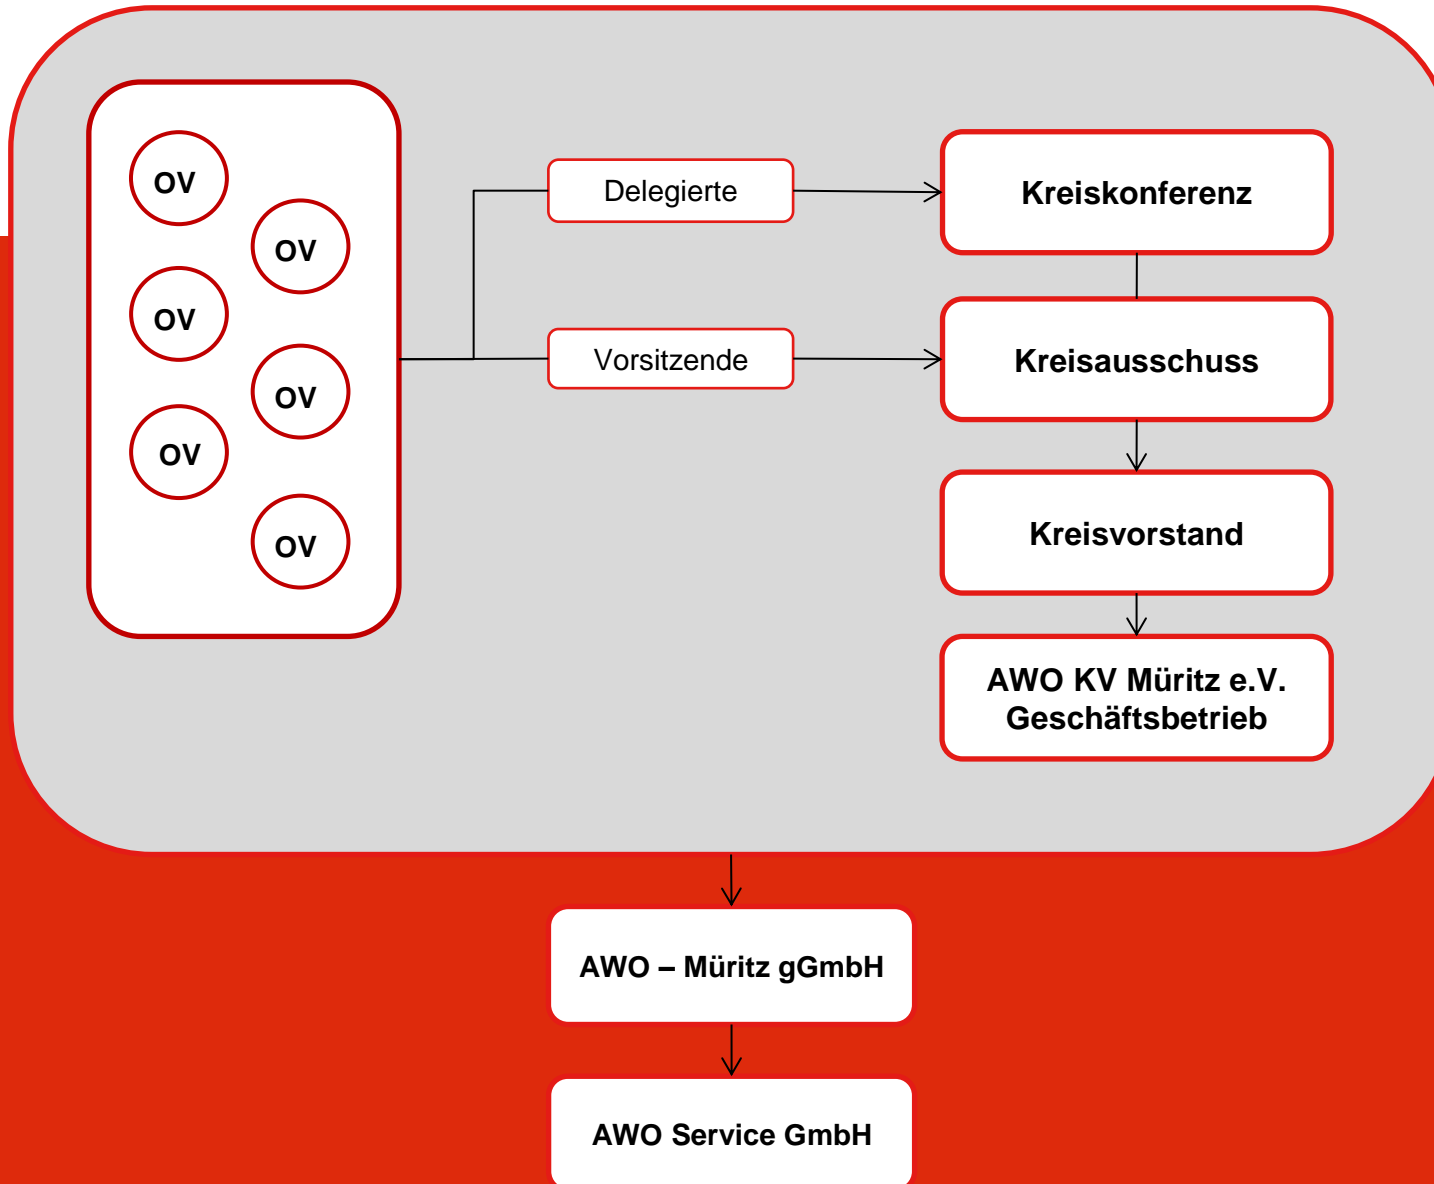 OV
OV
OV
OV
OV
OV
Delegierte
Vorsitzende
Kreiskonferenz
Kreisausschuss
Kreisvorstand
AWO KV Müritz e.V.
Geschäftsbetrieb
AWO – Müritz gGmbH
AWO Service GmbH